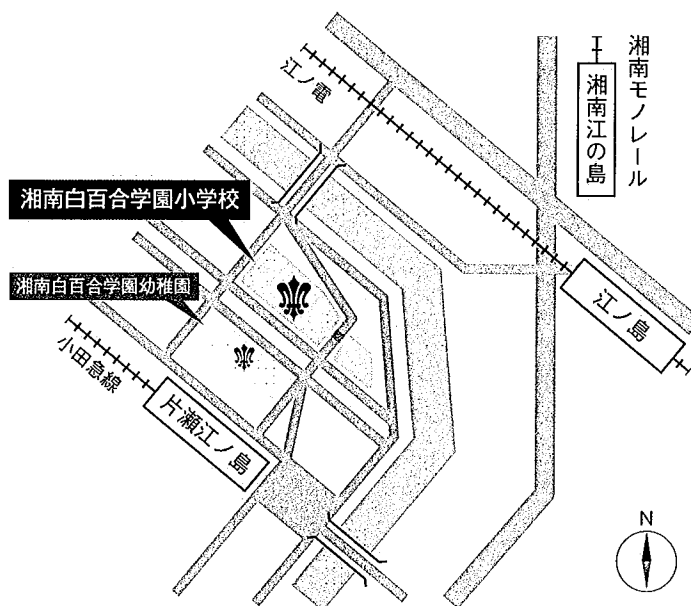 湘南モノレール
湘南江の島
江ノ電
湘南白百合学園小学校
湘南白百合学園幼稚園
江ノ島
小田急線
片瀬江ノ島
N